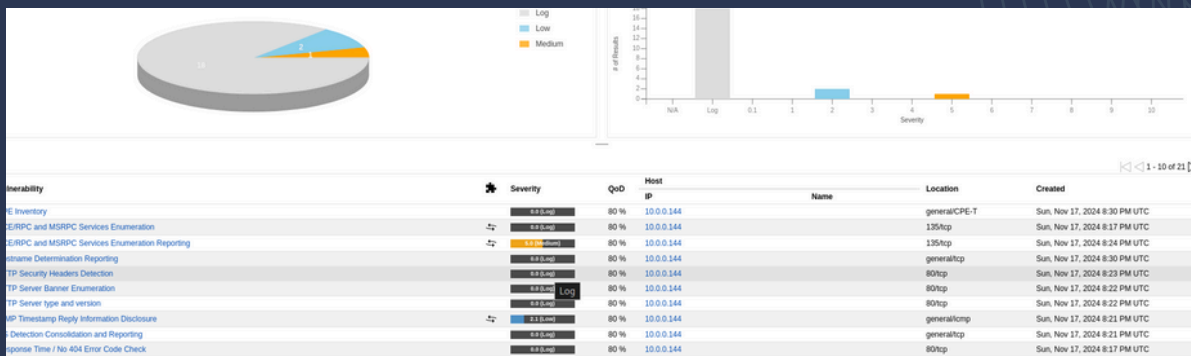 Log
Low
Medium
2
1
# of Results
16
14
12
10
8
6
4
2
0
N/A
Log
0.1
1
2
3
4
5
6
7
8
9
10
Severity
1 - 10 of 21
lnerability
Severity
QoD
Host
IP
Name
Location
Created
E Inventory 0.0 (Log) 80 % 10.0.0.144 general/CPE-T Sun, Nov 17, 2024 8:30 PM UTC
E/RPC and MSRPC Services Enumeration 0.0 (Log) 80 % 10.0.0.144 135/tcp Sun, Nov 17, 2024 8:17 PM UTC
E/RPC and MSRPC Services Enumeration Reporting 5.0 (Medium) 80 % 10.0.0.144 135/tcp Sun, Nov 17, 2024 8:24 PM UTC
stname Determination Reporting 0.0 (Log) 80 % 10.0.0.144 general/tcp Sun, Nov 17, 2024 8:30 PM UTC
TP Security Headers Detection 0.0 (Log) 80 % 10.0.0.144 80/tcp Sun, Nov 17, 2024 8:23 PM UTC
TP Server Banner Enumeration 0.0 (Log) 80 % 10.0.0.144 80/tcp Sun, Nov 17, 2024 8:22 PM UTC
Log
TP Server type and version 0.0 (Log) 80 % 10.0.0.144 80/tcp Sun, Nov 17, 2024 8:22 PM UTC
MP Timestamp Reply Information Disclosure 2.1 (Low) 80 % 10.0.0.144 general/icmp Sun, Nov 17, 2024 8:21 PM UTC
Detection Consolidation and Reporting 0.0 (Log) 80 % 10.0.0.144 general/tcp Sun, Nov 17, 2024 8:21 PM UTC
sponse Time / No 404 Error Code Check 0.0 (Log) 80 % 10.0.0.144 80/tcp Sun, Nov 17, 2024 8:17 PM UTC